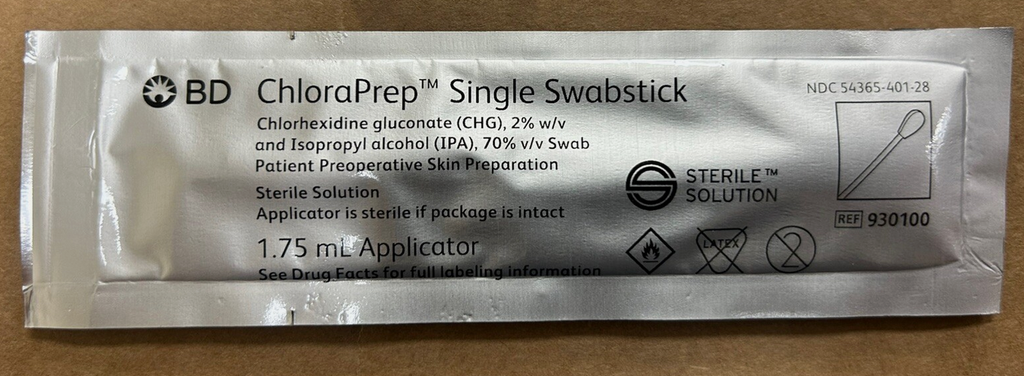 BD ChloraPrep™ Single Swabstick
NDC 54365-401-28
Chlorhexidine gluconate (CHG), 2% w/v
and Isopropyl alcohol (IPA), 70% v/v Swab
Patient Preoperative Skin Preparation
Sterile Solution
Applicator is sterile if package is intact
STERILE™
SOLUTION
REF 930100
1.75 mL Applicator
See Drug Facts for full labeling information
LATEX
2